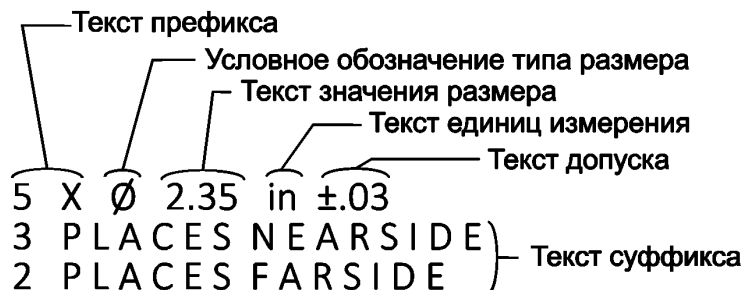 Текст префикса
Условное обозначение типа размера
Текст значения размера
Текст единиц измерения
Текст допуска
5 X Ø 2.35 in ±.03
3 PLACES NEARSIDE
2 PLACES FARSIDE
Текст суффикса